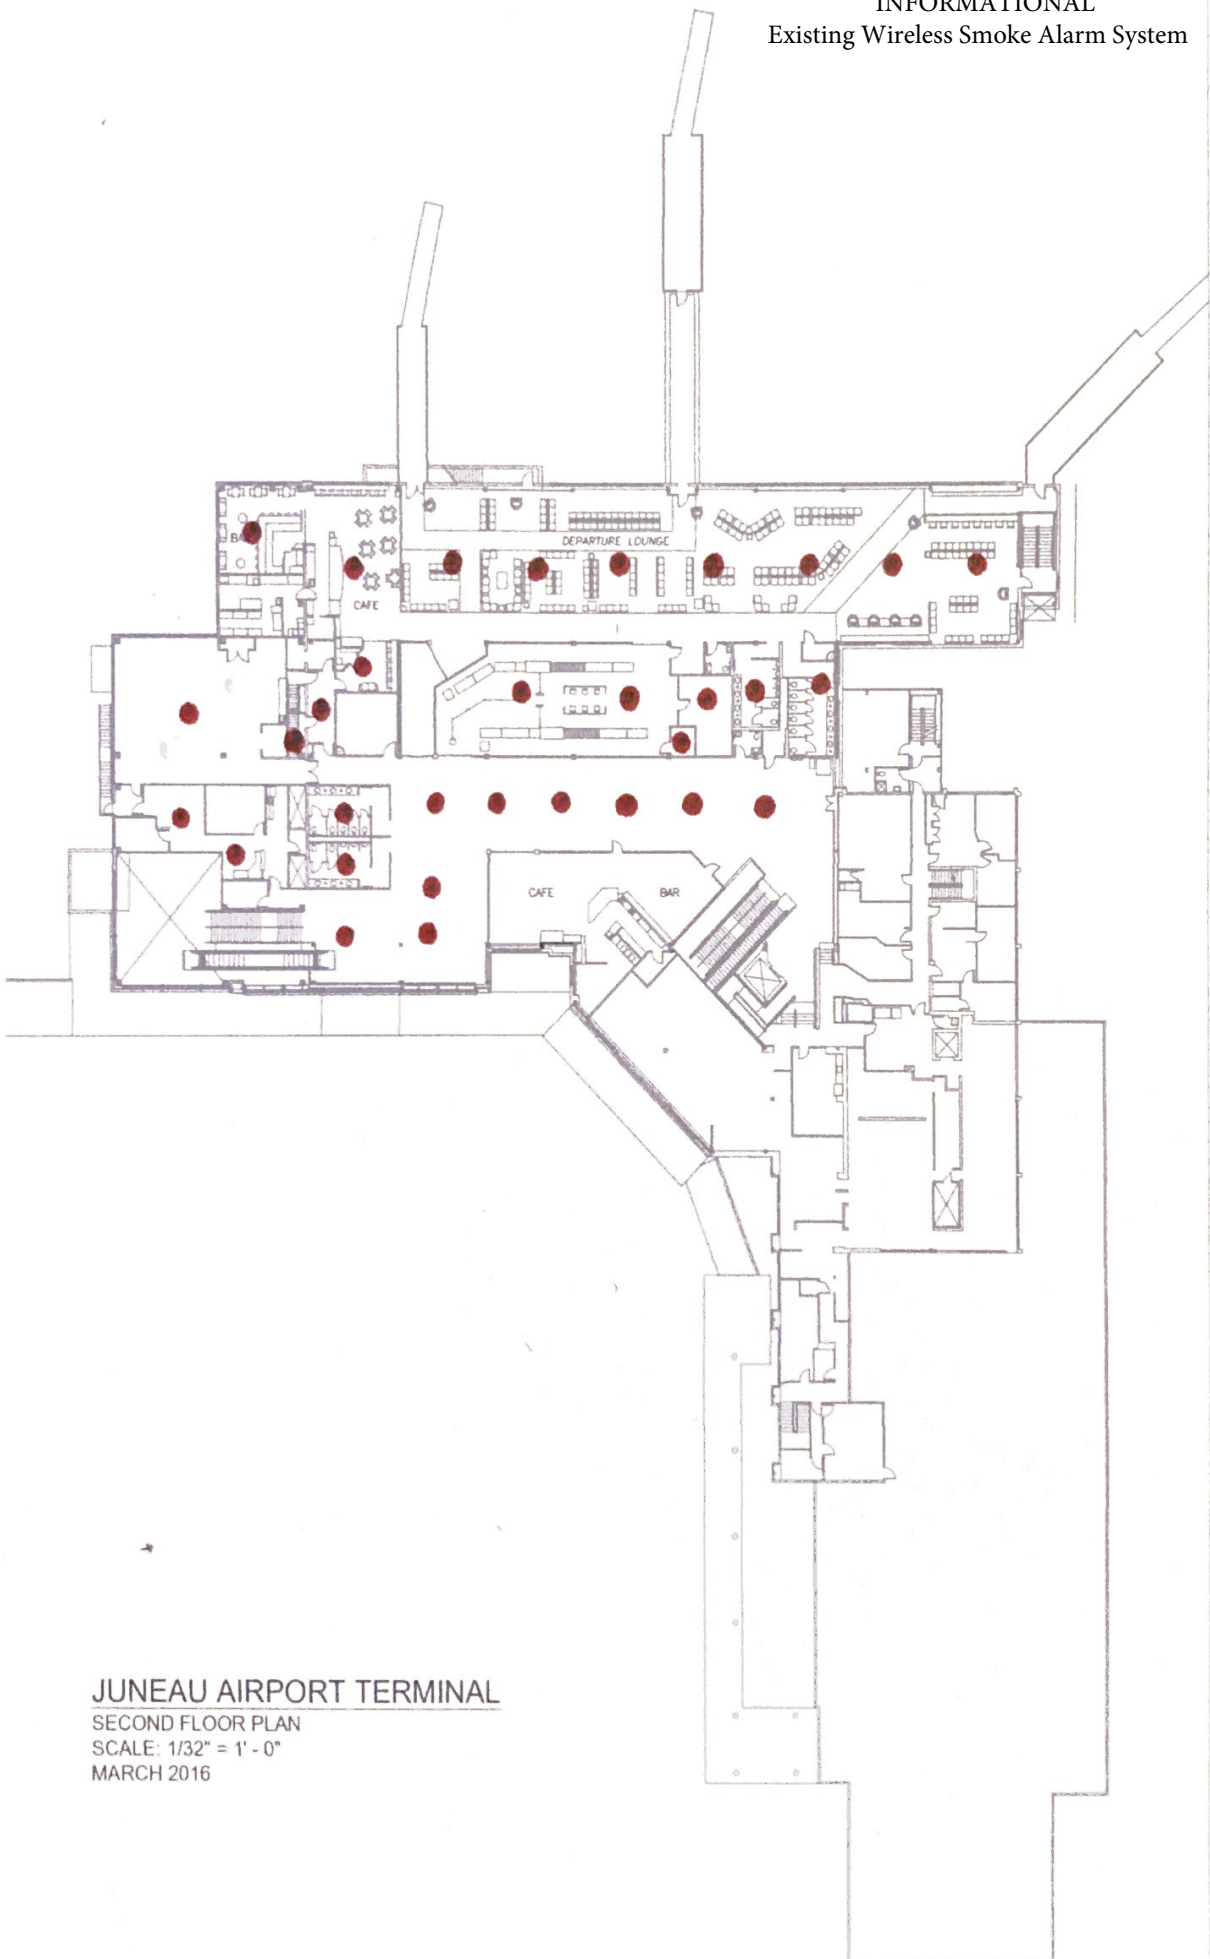 INFORMATIONAL
Existing Wireless Smoke Alarm System
DEPARTURE LOUNGE
CAFE
CAFE
BAR
JUNEAU AIRPORT TERMINAL
SECOND FLOOR PLAN
SCALE: 1/32" = 1' - 0"
MARCH 2016